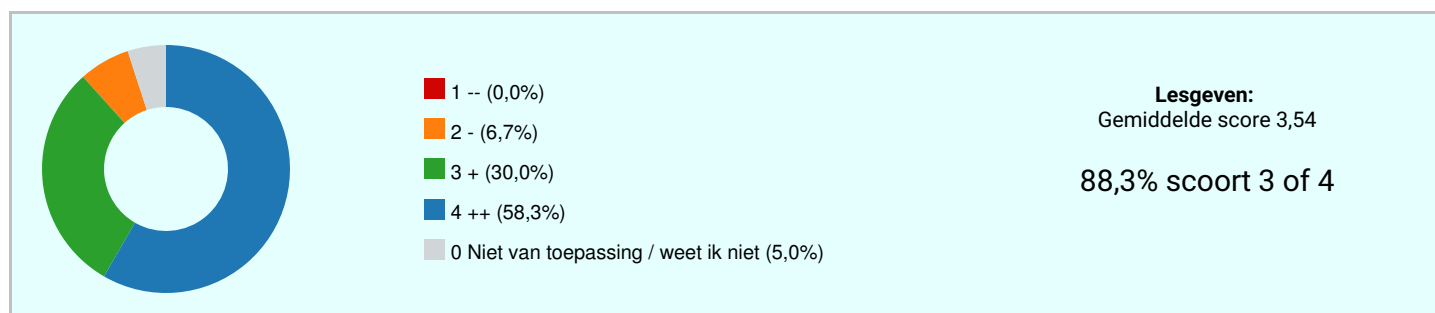 1 -- (0,0%)
2 - (6,7%)
3 + (30,0%)
4 ++ (58,3%)
0 Niet van toepassing / weet ik niet (5,0%)
Lesgeven:
Gemiddelde score 3,54
88,3% scoort 3 of 4